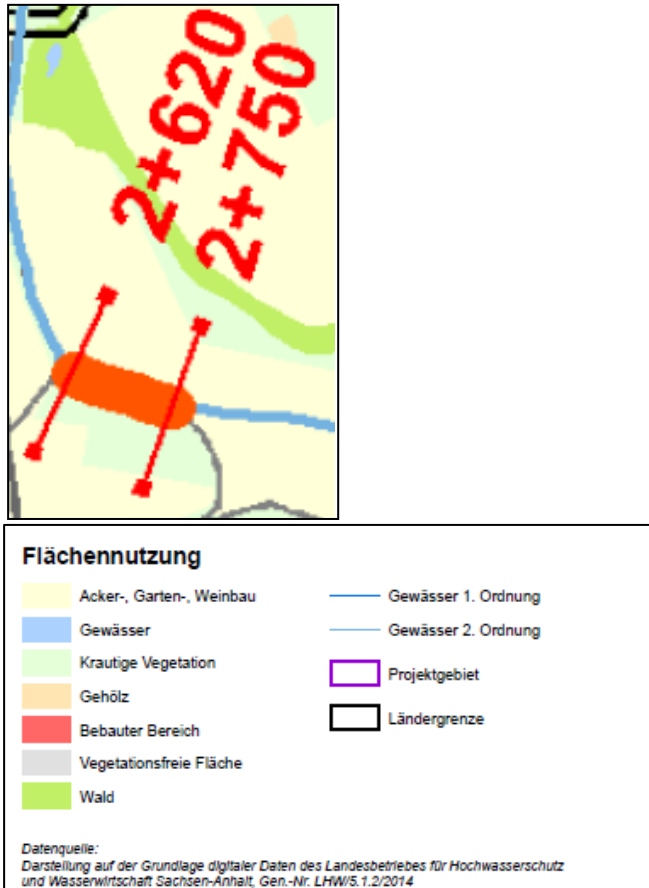 2+620
2+750
Flächennutzung
Acker-, Garten-, Weinbau
Gewässer
Krautige Vegetation
Gehölz
Bebauter Bereich
Vegetationsfreie Fläche
Wald
Gewässer 1. Ordnung
Gewässer 2. Ordnung
Projektgebiet
Ländergrenze
Datenquelle:
Darstellung auf der Grundlage digitaler Daten des Landesbetriebes für Hochwasserschutz
und Wasserwirtschaft Sachsen-Anhalt, Gen.-Nr. LHW/5.1.2/2014